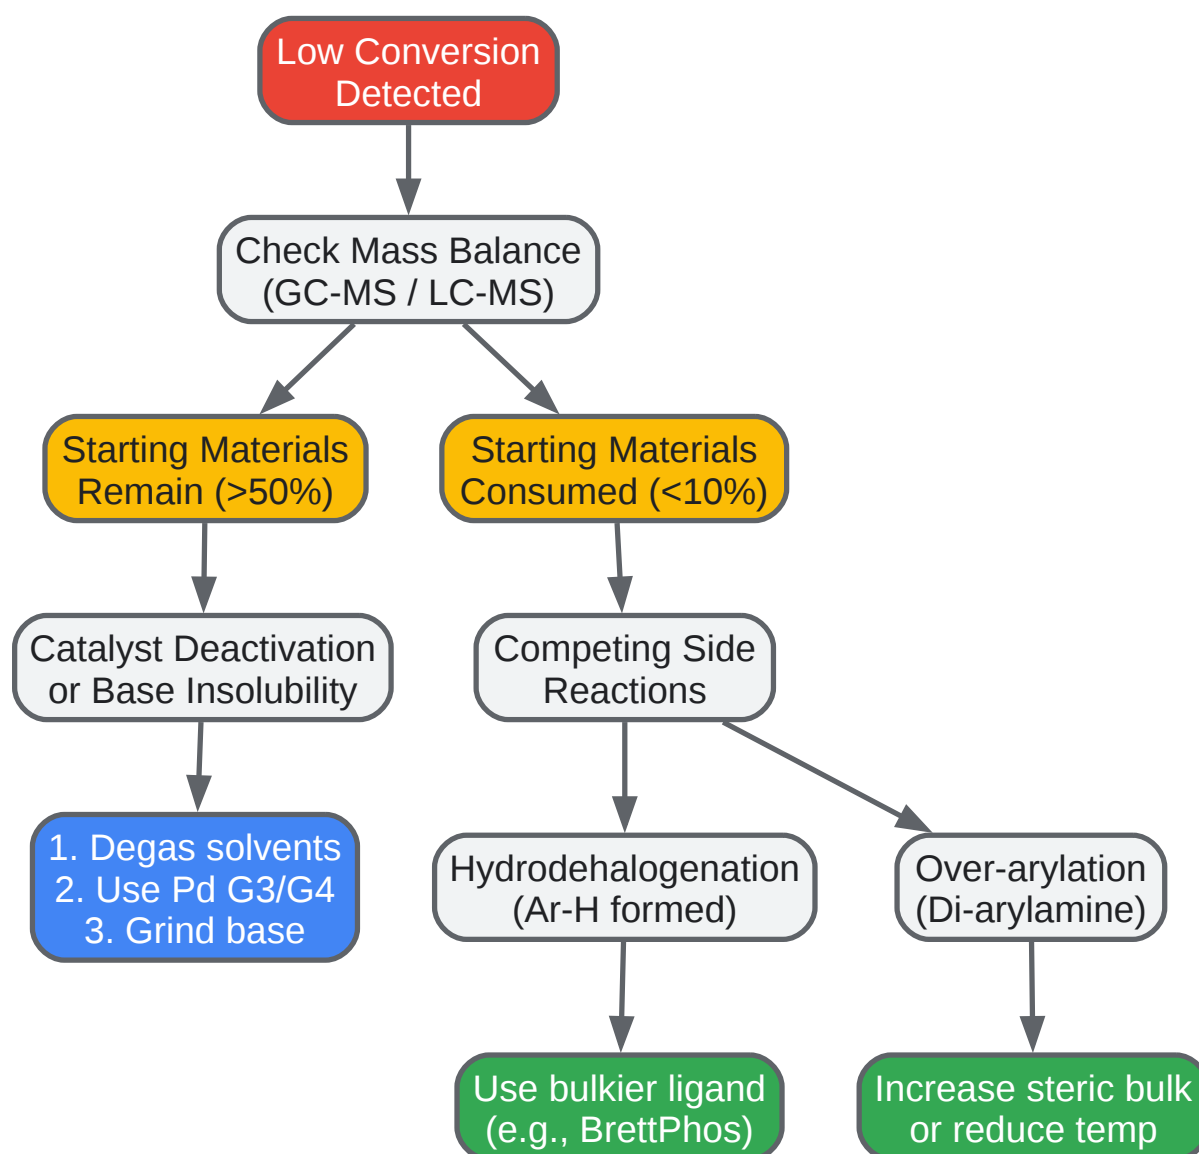 Low Conversion
Detected
Check Mass Balance
(GC-MS / LC-MS)
Starting Materials
Remain (>50%)
Starting Materials
Consumed (<10%)
Catalyst Deactivation
or Base Insolubility
Competing Side
Reactions
1. Degas solvents
2. Use Pd G3/G4
3. Grind base
Hydrodehalogenation
(Ar-H formed)
Over-arylation
(Di-arylamine)
Use bulkier ligand
(e.g., BrettPhos)
Increase steric bulk
or reduce temp